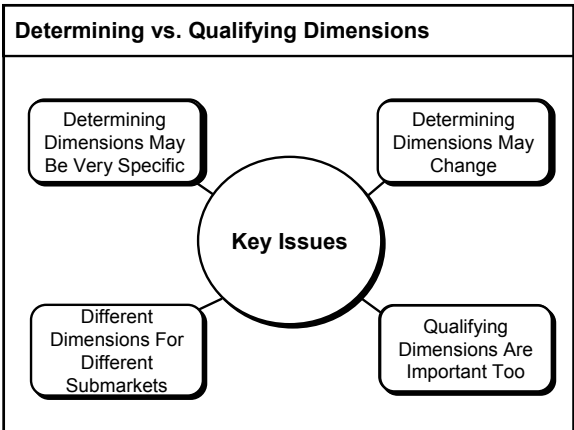 Determining vs. Qualifying Dimensions
Determining
Dimensions May
Be Very Specific
Determining
Dimensions May
Change
Key Issues
Different
Dimensions For
Different
Submarkets
Qualifying
Dimensions Are
Important Too